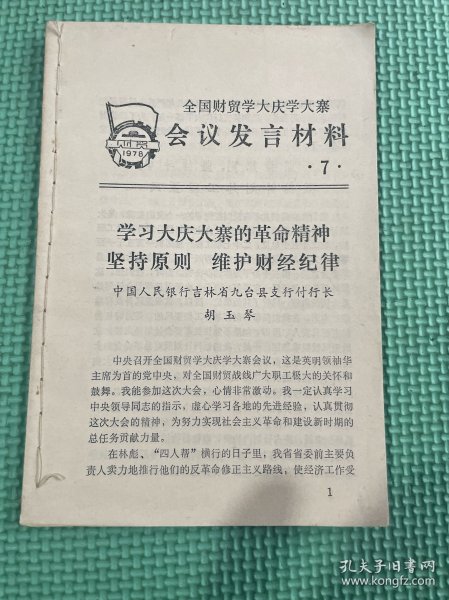 全国财贸学大庆学大寨
财贸
1978
会议发言材料
·7·
学习大庆大寨的革命精神
坚持原则 维护财经纪律
中国人民银行吉林省九台县支行付行长
胡玉琴
中央召开全国财贸学大庆学大寨会议，这是英明领袖华
主席为首的党中央，对全国财贸战线广大职工极大的关怀和
鼓舞。我能参加这次大会，心情非常激动。我一定认真学习
中央领导同志的指示，虚心学习各地的先进经验，认真贯彻
这次大会的精神，为努力实现社会主义革命和建设新时期的
总任务贡献力量。
在林彪、“四人帮”横行的日子里，我省省委前主要负
责人卖力地推行他们的反革命修正主义路线，使经济工作受
1
孔夫子旧书网
www.kongfz.com